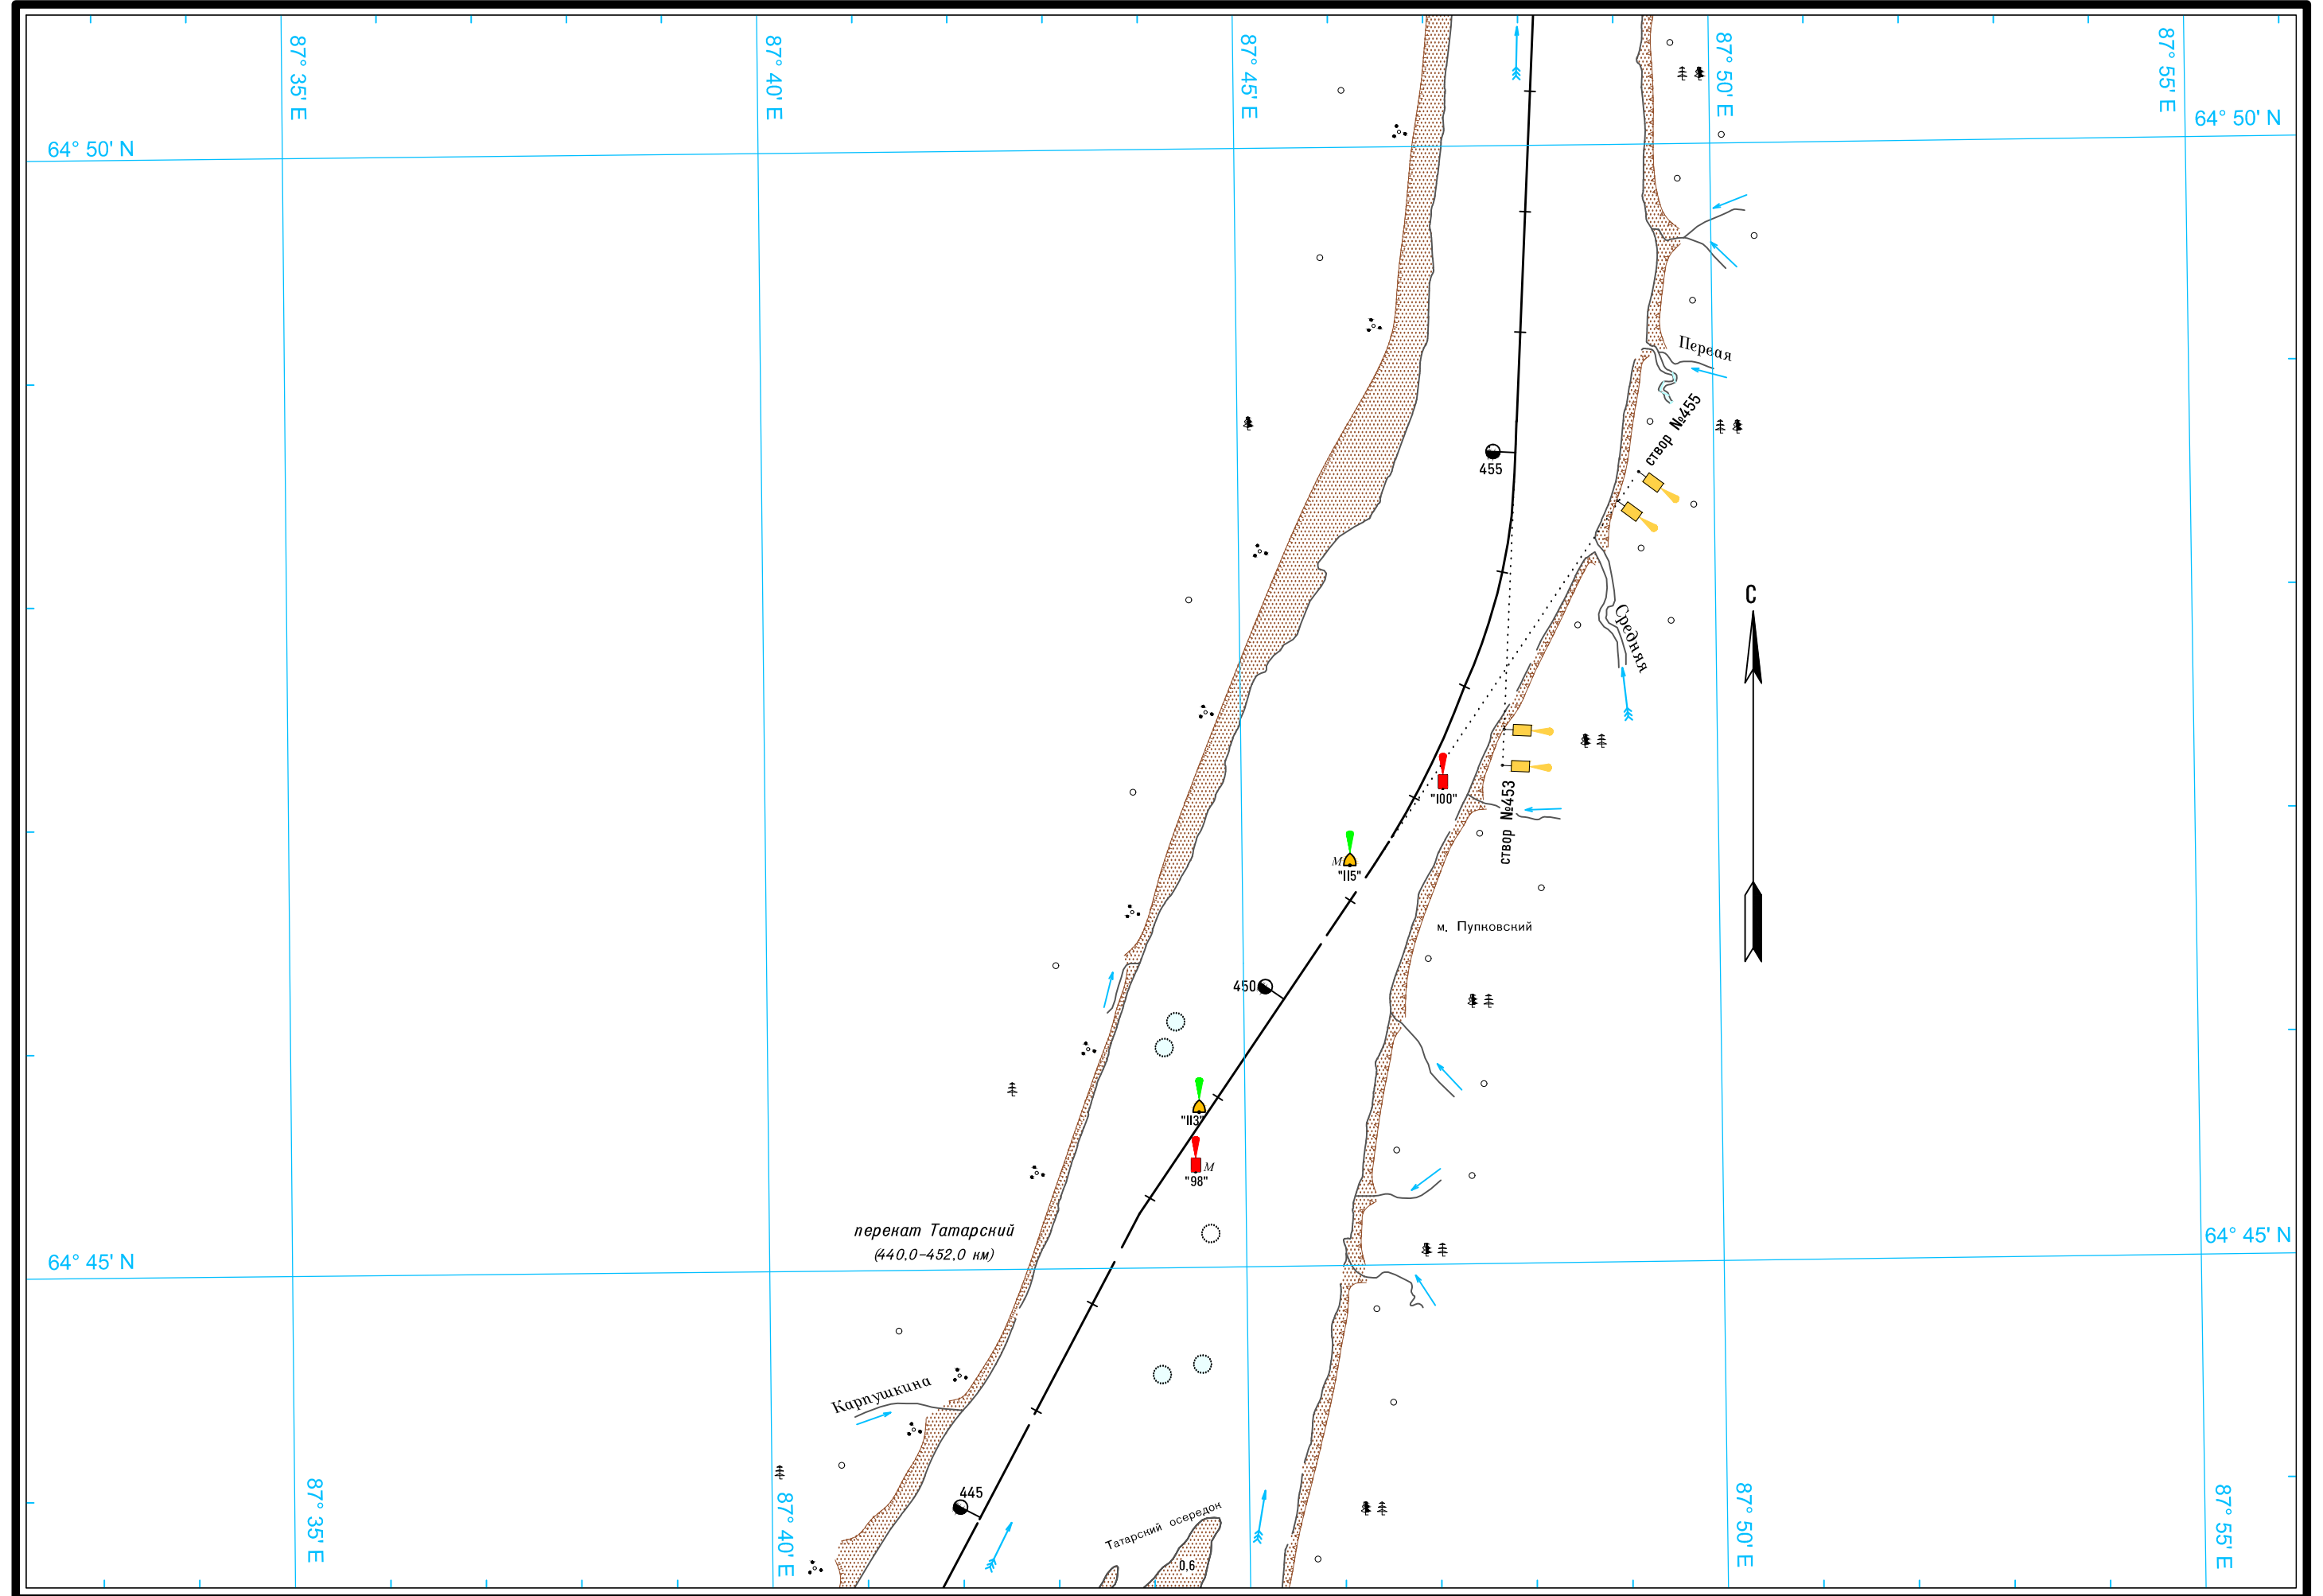 87° 35' E
87° 40' E
87° 45' E
87° 50' E
87° 55' E
64° 50' N
64° 50' N
Первая
створ №455
455
С
Средняя
"100"
створ №453
М
"115"
м. Пупковский
450
"113"
М
"98"
перекат Татарский
(440,0-452,0 км)
64° 45' N
64° 45' N
Карпушкина
445
Татарский осередок
0,6
87° 35' E
87° 40' E
87° 50' E
87° 55' E